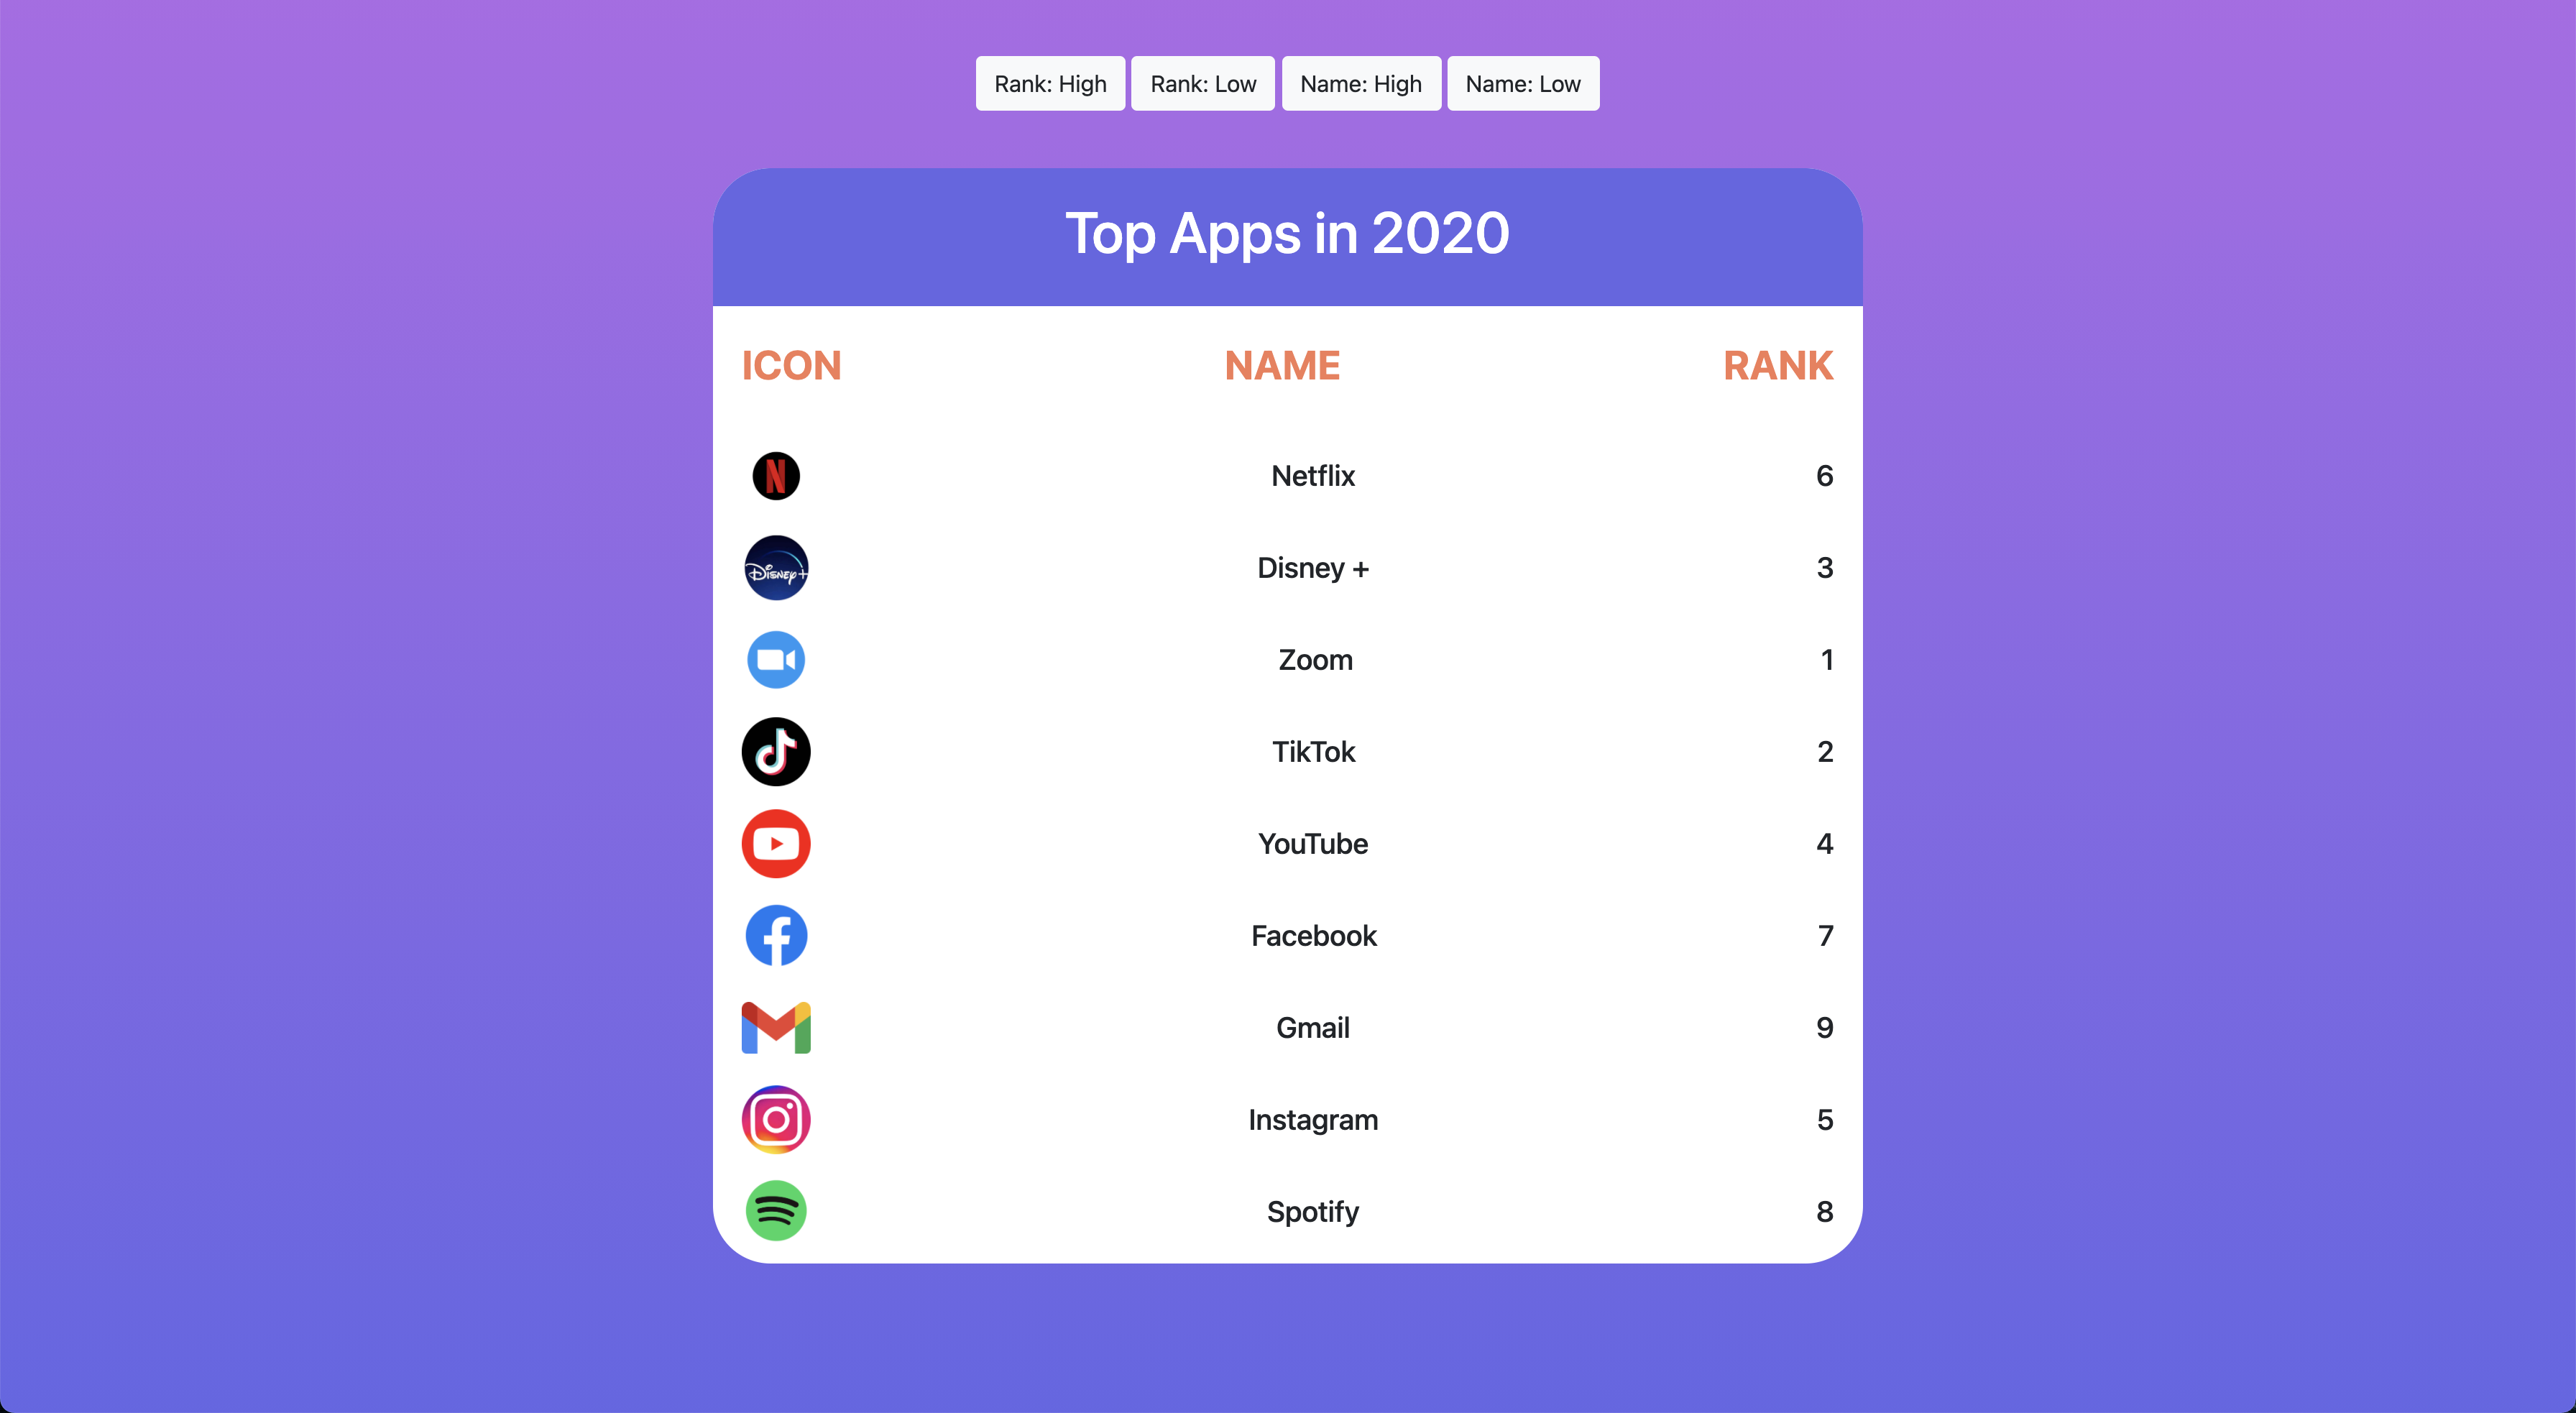 Rank: High Rank: Low Name: High Name: Low
Top Apps in 2020
ICON NAME RANK
N Netflix 6
Disney+ Disney + 3
Zoom 1
TikTok 2
YouTube 4
Facebook 7
Gmail 9
Instagram 5
Spotify 8